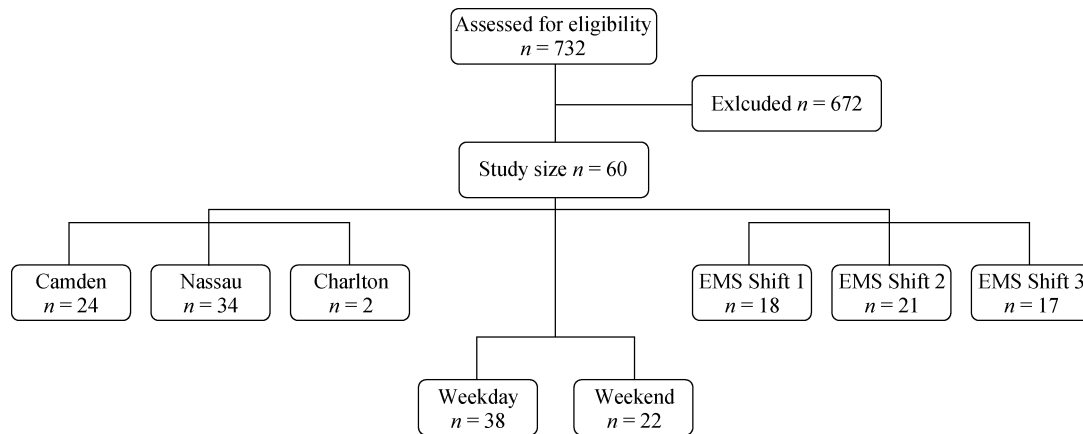 Assessed for eligibility
n = 732
Exlcuded n = 672
Study size n = 60
Camden
n = 24
Nassau
n = 34
Charlton
n = 2
EMS Shift 1
n = 18
EMS Shift 2
n = 21
EMS Shift 3
n = 17
Weekday
n = 38
Weekend
n = 22